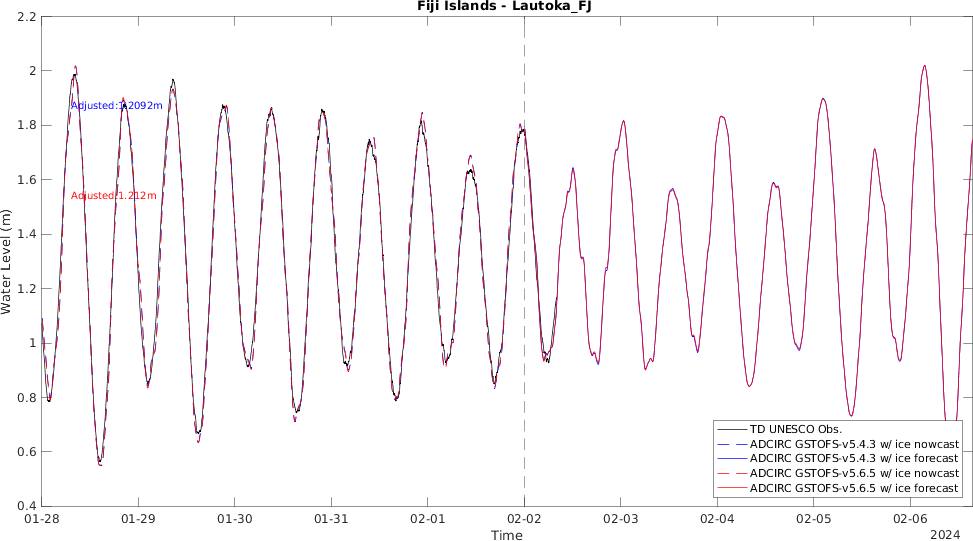 Fiji Islands - Lautoka_FJ
2.2
2
1.8
1.6
1.4
1.2
1
0.8
0.6
0.4
Water Level (m)
Adjusted:1.2092m
Adjusted:1.212m
TD UNESCO Obs.
ADCIRC GSTOFS-v5.4.3 w/ ice nowcast
ADCIRC GSTOFS-v5.4.3 w/ ice forecast
ADCIRC GSTOFS-v5.6.5 w/ ice nowcast
ADCIRC GSTOFS-v5.6.5 w/ ice forecast
01-28 01-29 01-30 01-31 02-01 02-02 02-03 02-04 02-05 02-06
Time
2024